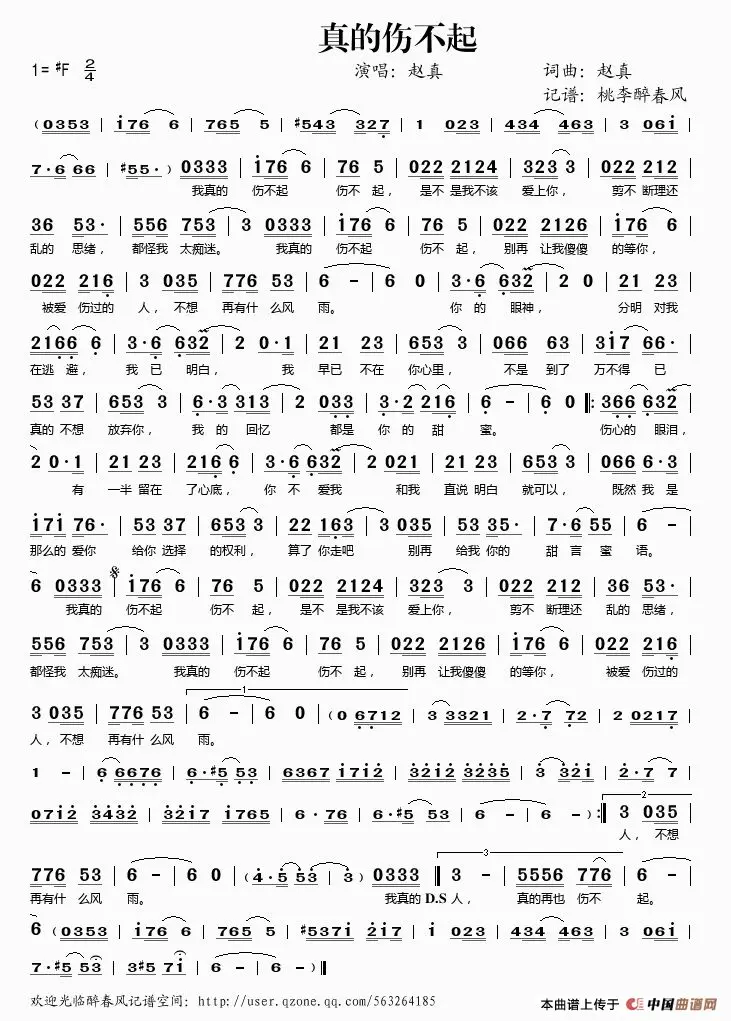 真的伤不起
1= #F 2/4 演唱：赵真 词曲：赵真
记谱：桃李醉春风
( 0353 | i76 6 | 765 5 | #543 327 | 1 023 | 434 463 | 3 06i |
7·6 66 | #55· ) 0333 | i76 6 | 76 5 | 022 2124 | 323 3 | 022 212 |
我真的 伤不起 伤不 起， 是不 是我不该 爱上你， 剪不 断理还
36 53· | 556 753 | 3 0333 | i76 6 | 76 5 | 022 2126 | i76 6 |
乱的 思绪， 都怪我 太痴迷。 我真的 伤不起 伤不 起，别再 让我傻傻 的等你，
022 216 | 3 035 | 776 53 | 6 - | 6 0 | 3·6 632 | 2 0 | 21 23 |
被爱 伤过的 人， 不想 再有什 么风 雨。 你 的 眼神， 分明 对我
2166 6 | 3·6 632 | 2 0·1 | 21 23 | 653 3 | 066 63 | 3i7 66· |
在逃 避， 我 已 明白， 我 早已 不在 你心里， 不是 到了 万不得 已
53 37 | 653 3 | 6·3 313 | 2 033 | 3·2 216 | 6 - | 6 0 |: 366 632 |
真的 不想 放弃你， 我 的 回忆 都是 你 的 甜 蜜。 伤心的 眼泪，
2 0·1 | 21 23 | 216 6 | 3·6 632 | 2 021 | 21 23 | 653 3 | 066 6·3 |
有 一半 留在 了心底， 你 不 爱我 和我 直说 明白 就可以， 既然 我 是
i7i 76· | 53 37 | 653 3 | 22 163 | 3 035 | 53 35· | 7·6 55 | 6 - |
那么的 爱你 给你 选择 的权利， 算了 你走吧 别再 给我 你的 甜 言 蜜 语。
6 0333 | i76 6 | 76 5 | 022 2124 | 323 3 | 022 212 | 36 53· |
我真的 伤不起 伤不 起， 是不 是我不该 爱上你， 剪不 断理还 乱的 思绪，
556 753 | 3 0333 | i76 6 | 76 5 | 022 2126 | i76 6 | 022 216 |
都怪我 太痴迷。 我真的 伤不起 伤不 起，别再 让我傻傻 的等你， 被爱 伤过的
1
3 035 | 776 53 | 6 - | 6 0 | (0 6712 | 3 3321 | 2·7 72 | 2 0217 |
人，不想 再有什 么风 雨。
1 - | 6 6676 | 6·#5 53 | 6367 i7i2 | 3212 3235 | 3 32i | 2·7 7 |
07i2 3432 | 32i7 i765 | 6·76 | 6·#5 53 | 6 - | 6 - ) :| 3 035 |
2
人， 不想
776 53 | 6 - | 6 0 | (4·5 53 | 3 ) 0333 | 3 - | 5556 776 | 6 - |
3
再有什 么风 雨。 我真的 D.S 人， 真的再也 伤不 起。
6 ( 0353 | i76 6 | 765 5 | #537i 2i7 | i 023 | 434 463 | 3 06i |
7·#5 53 | 3#5 7i | 6 - | 6 - )|
欢迎光临醉春风记谱空间：http://user.qzone.qq.com/563264185
本曲谱上传于 中国曲谱网